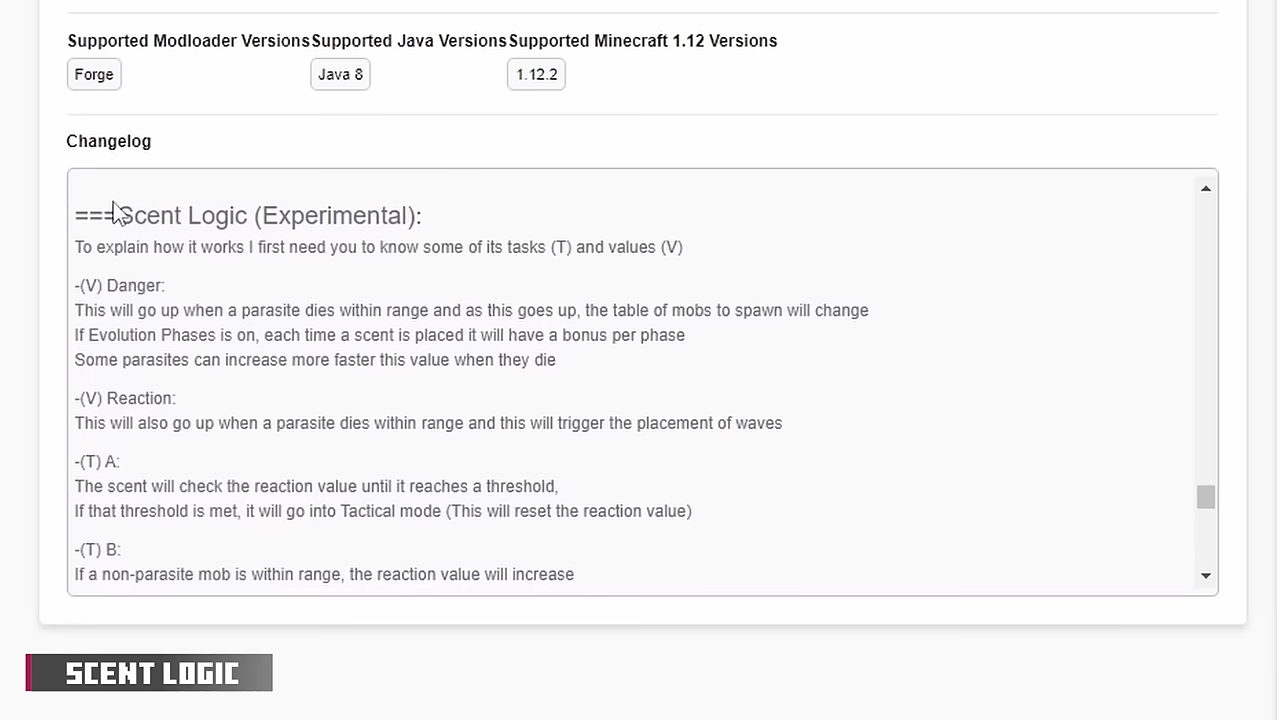 Supported Modloader Versions Supported Java Versions Supported Minecraft 1.12 Versions
Forge Java 8 1.12.2
Changelog
===Scent Logic (Experimental):
To explain how it works I first need you to know some of its tasks (T) and values (V)
-(V) Danger:
This will go up when a parasite dies within range and as this goes up, the table of mobs to spawn will change
If Evolution Phases is on, each time a scent is placed it will have a bonus per phase
Some parasites can increase more faster this value when they die
-(V) Reaction:
This will also go up when a parasite dies within range and this will trigger the placement of waves
-(T) A:
The scent will check the reaction value until it reaches a threshold,
If that threshold is met, it will go into Tactical mode (This will reset the reaction value)
-(T) B:
If a non-parasite mob is within range, the reaction value will increase
SCENT LOGIC